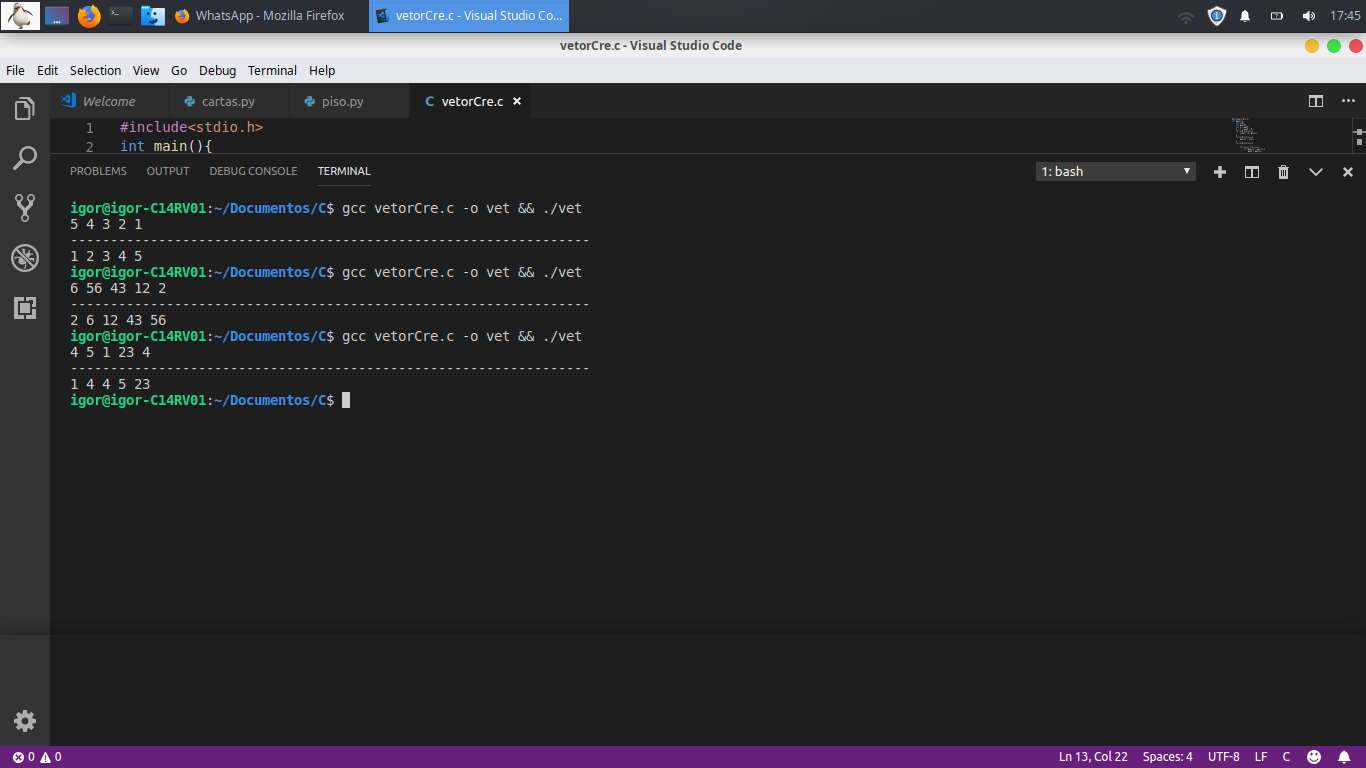 WhatsApp - Mozilla Firefox
vetorCre.c - Visual Studio Co...
17:45
vetorCre.c - Visual Studio Code
File Edit Selection View Go Debug Terminal Help
Welcome cartas.py piso.py C vetorCre.c
1 #include<stdio.h>
2 int main(){
PROBLEMS OUTPUT DEBUG CONSOLE TERMINAL 1: bash
igor@igor-C14RV01:~/Documentos/C$ gcc vetorCre.c -o vet && ./vet
5 4 3 2 1
-----------------------------------------------------------------
1 2 3 4 5
igor@igor-C14RV01:~/Documentos/C$ gcc vetorCre.c -o vet && ./vet
6 56 43 12 2
-----------------------------------------------------------------
2 6 12 43 56
igor@igor-C14RV01:~/Documentos/C$ gcc vetorCre.c -o vet && ./vet
4 5 1 23 4
-----------------------------------------------------------------
1 4 4 5 23
igor@igor-C14RV01:~/Documentos/C$
0 0 Ln 13, Col 22 Spaces: 4 UTF-8 LF C